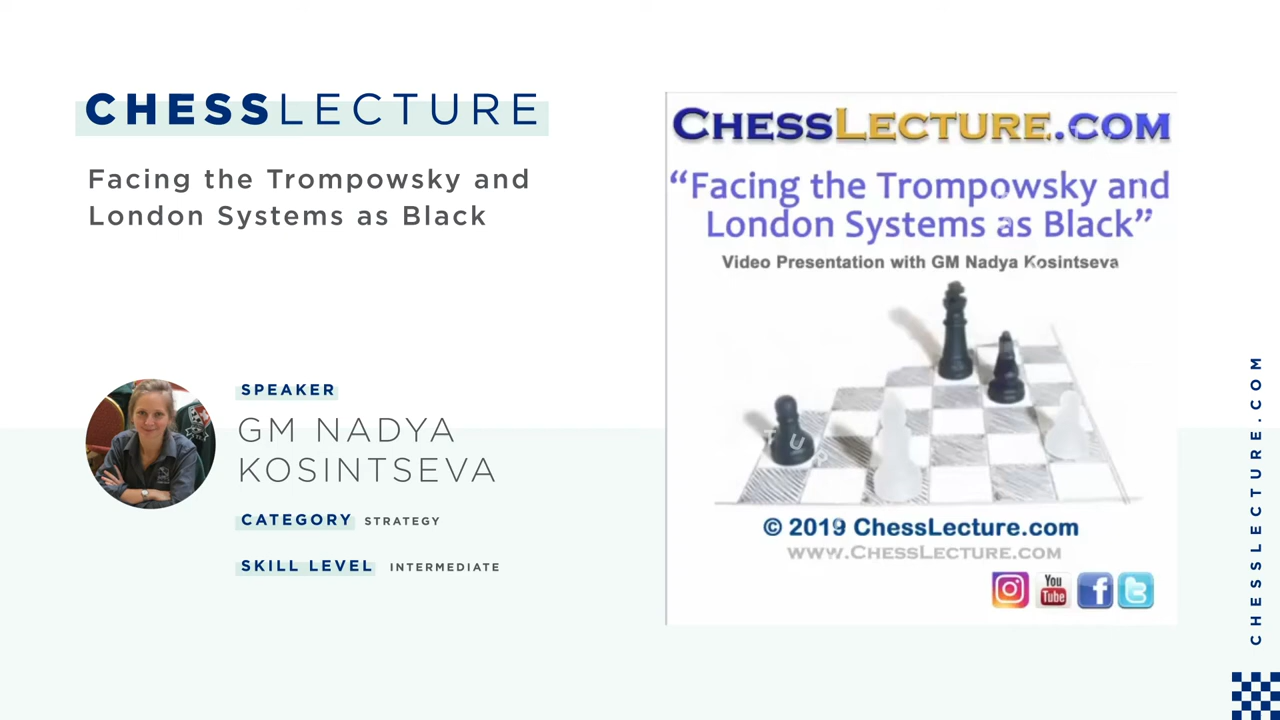 CHESSLECTURE
Facing the Trompowsky and
London Systems as Black
SPEAKER
GM NADYA
KOSINTSEVA
CATEGORY STRATEGY
SKILL LEVEL INTERMEDIATE
CHESSLECTURE.COM
“Facing the Trompowsky and
London Systems as Black”
Video Presentation with GM Nadya Kosintseva
© 2019 ChessLecture.com
www.ChessLecture.com
You
Tube
CHESSLECTURE.COM